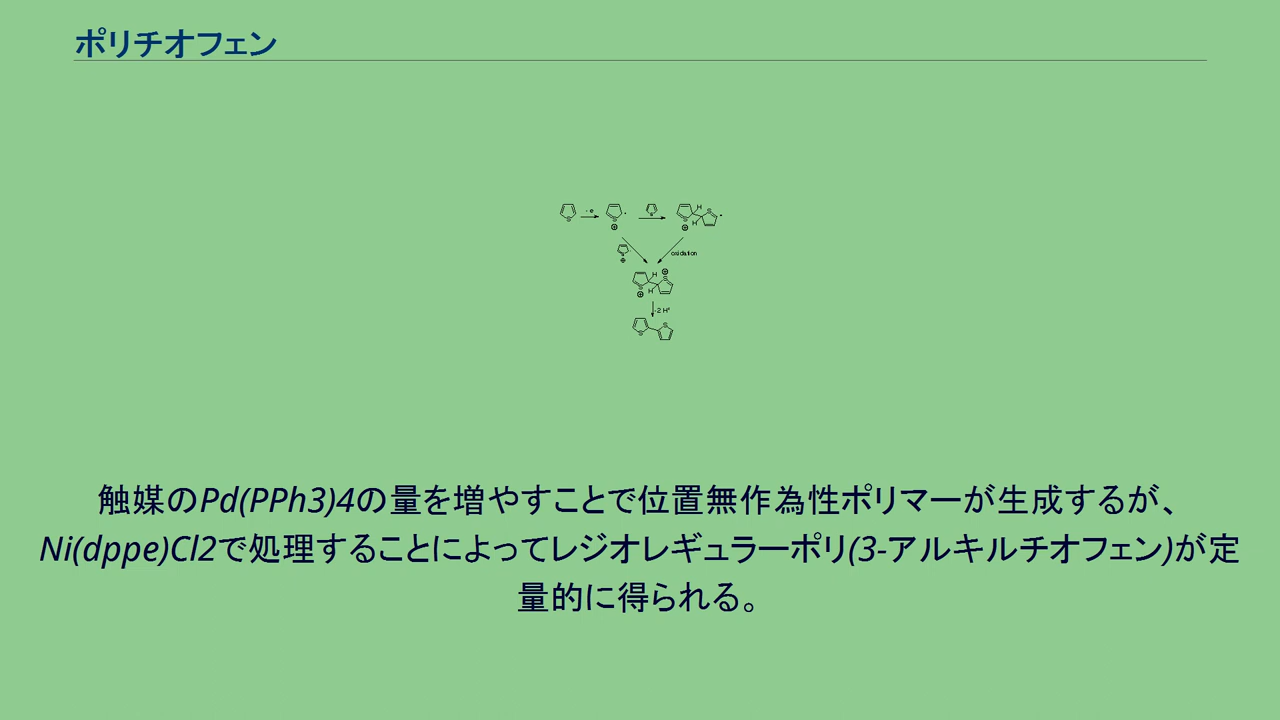 ポリチオフェン
- e
S
S
S
S
S
H
H
S
oxidation
S
H
H
S
-2 H+
S
S
触媒のPd(PPh3)4の量を増やすことで位置無作為性ポリマーが生成するが、
Ni(dppe)Cl2で処理することによってレジオレギュラーポリ(3-アルキルチオフェン)が定
量的に得られる。